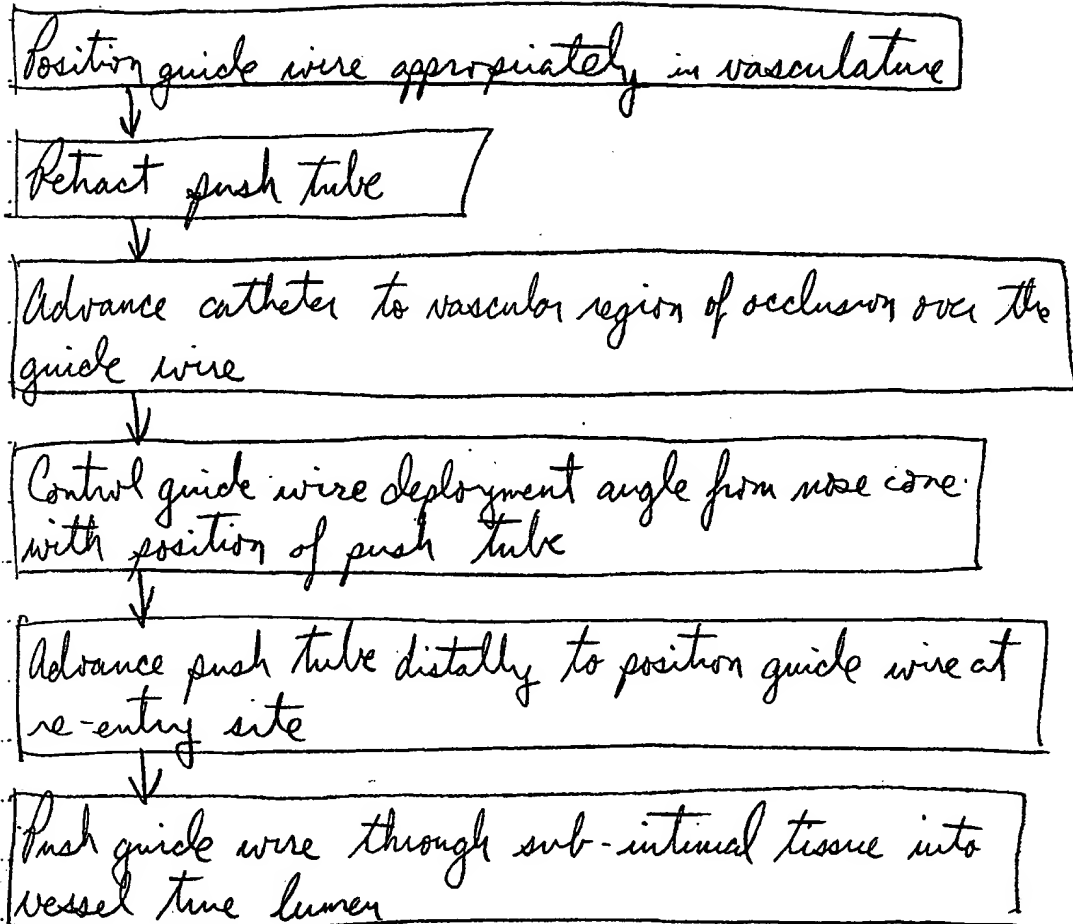 Position guide wire appropriately in vasculature
Retract push tube
Advance catheter to vascular region of occlusion over the
guide wire
Control guide wire deployment angle from nose cone
with position of push tube
Advance push tube distally to position guide wire at
re-entry site
Push guide wire through sub-intimal tissue into
vessel true lumen